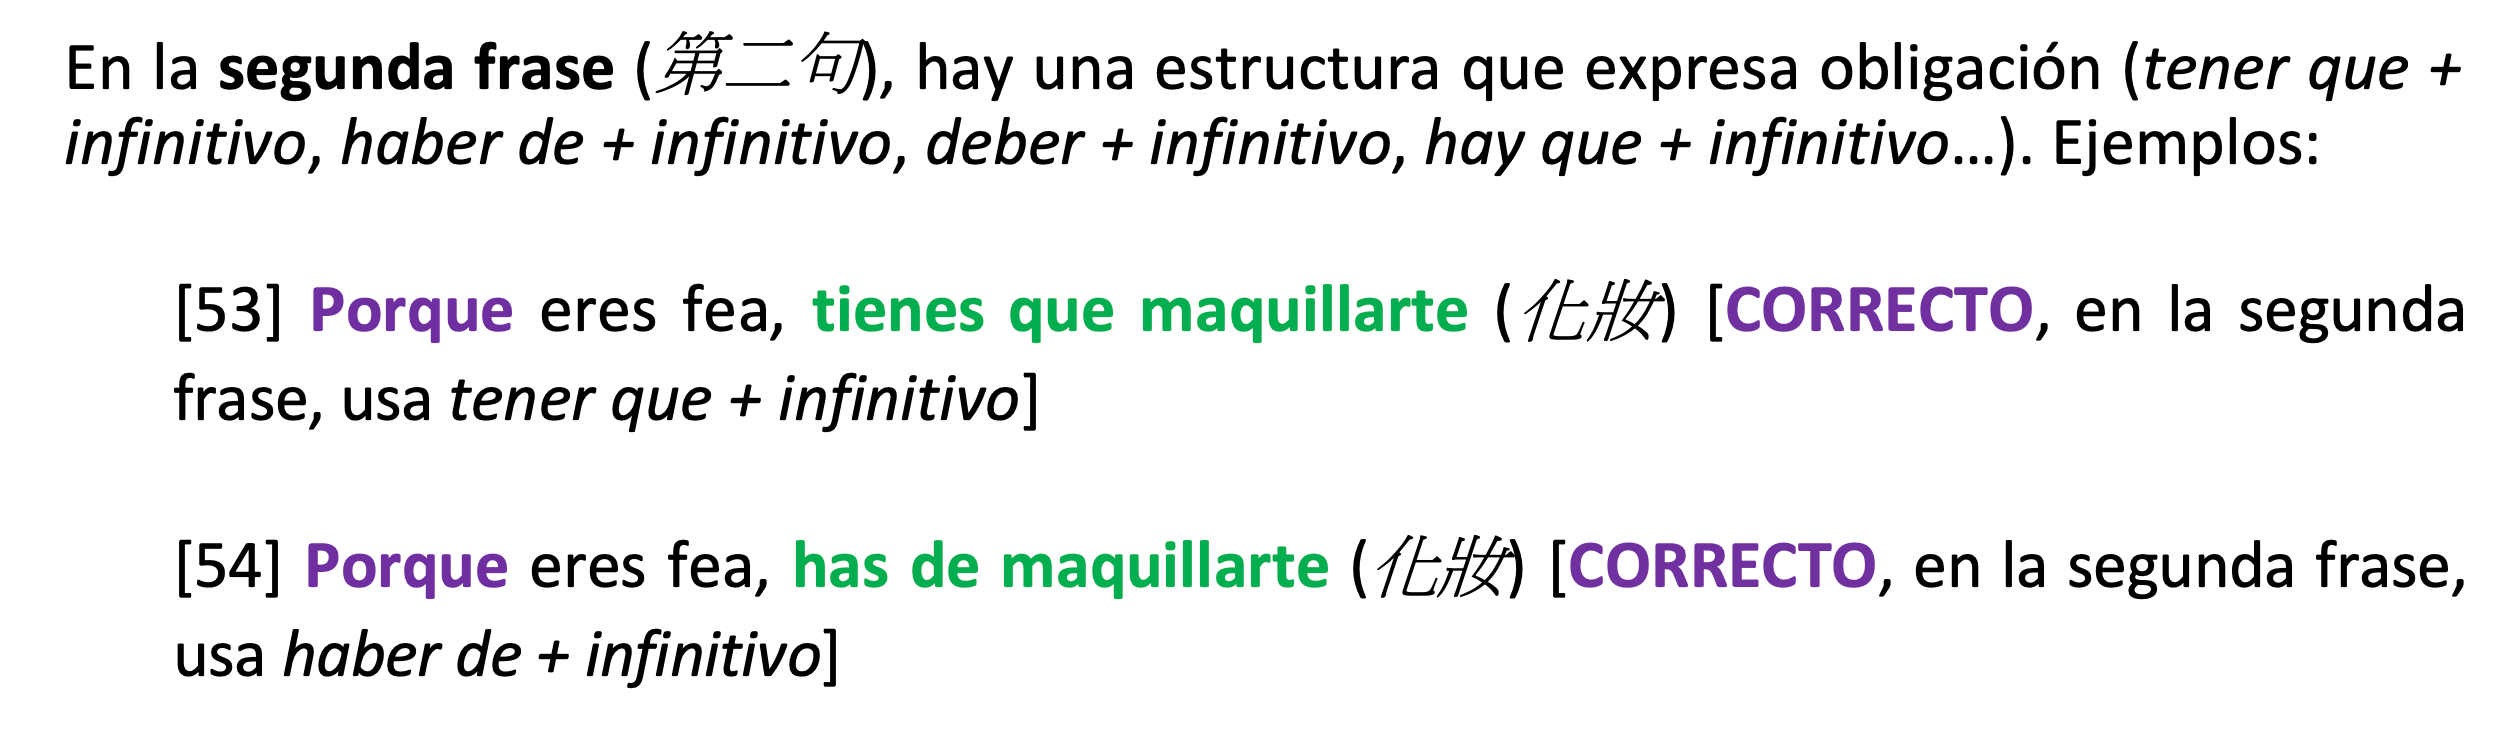 En la segunda frase (第二句), hay una estructura que expresa obligación (tener que +
infinitivo, haber de + infinitivo, deber + infinitivo, hay que + infinitivo...). Ejemplos:
[53] Porque eres fea, tienes que maquillarte (化妝) [CORRECTO, en la segunda
frase, usa tener que + infinitivo]
[54] Porque eres fea, has de maquillarte (化妝) [CORRECTO, en la segunda frase,
usa haber de + infinitivo]